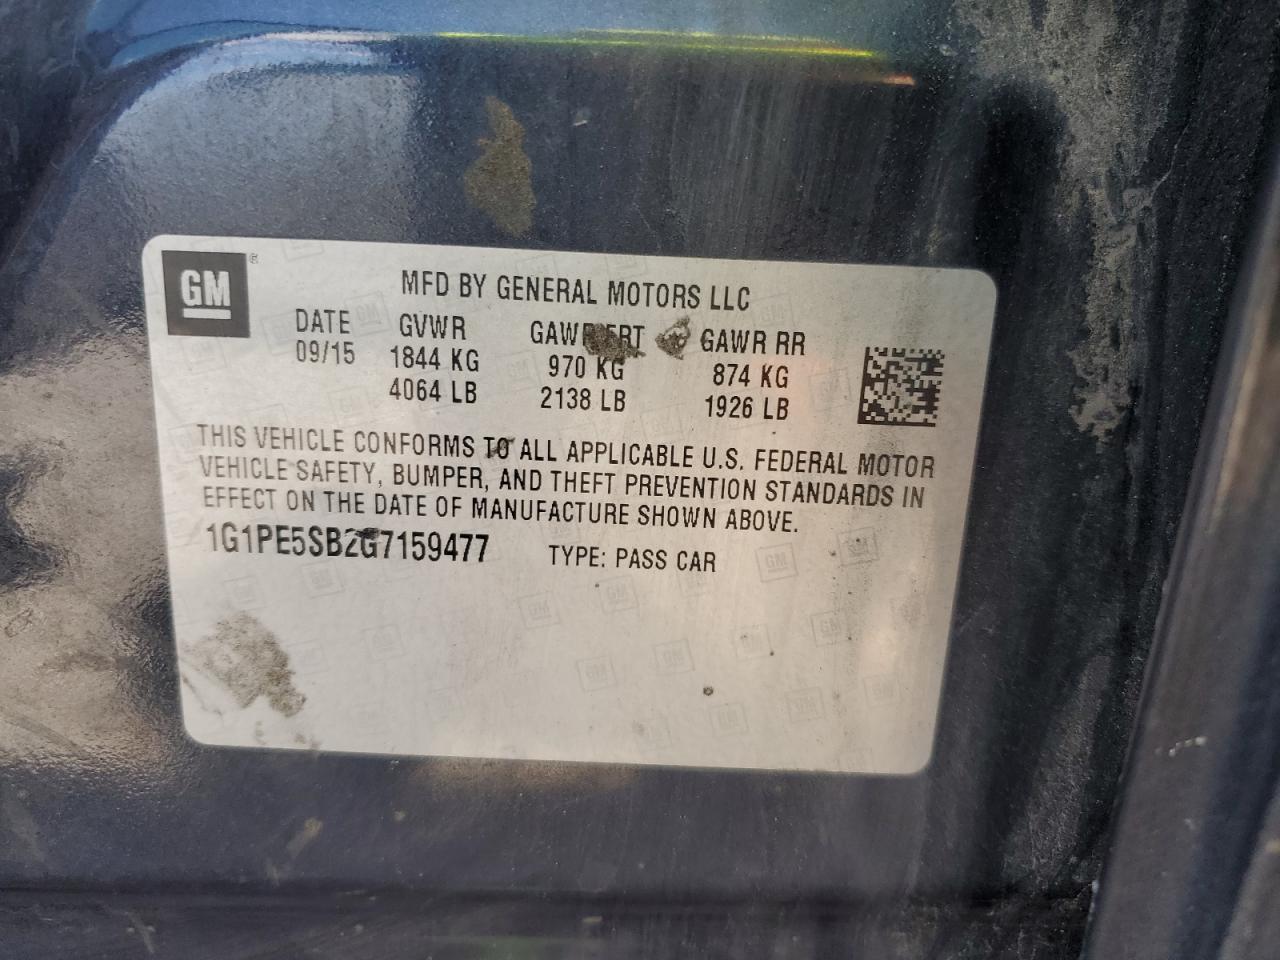 GM
MFD BY GENERAL MOTORS LLC
DATE GVWR GAWR FRT GAWR RR
09/15 1844 KG 970 KG 874 KG
4064 LB 2138 LB 1926 LB
THIS VEHICLE CONFORMS TO ALL APPLICABLE U.S. FEDERAL MOTOR
VEHICLE SAFETY, BUMPER, AND THEFT PREVENTION STANDARDS IN
EFFECT ON THE DATE OF MANUFACTURE SHOWN ABOVE.
1G1PE5SB2G7159477 TYPE: PASS CAR